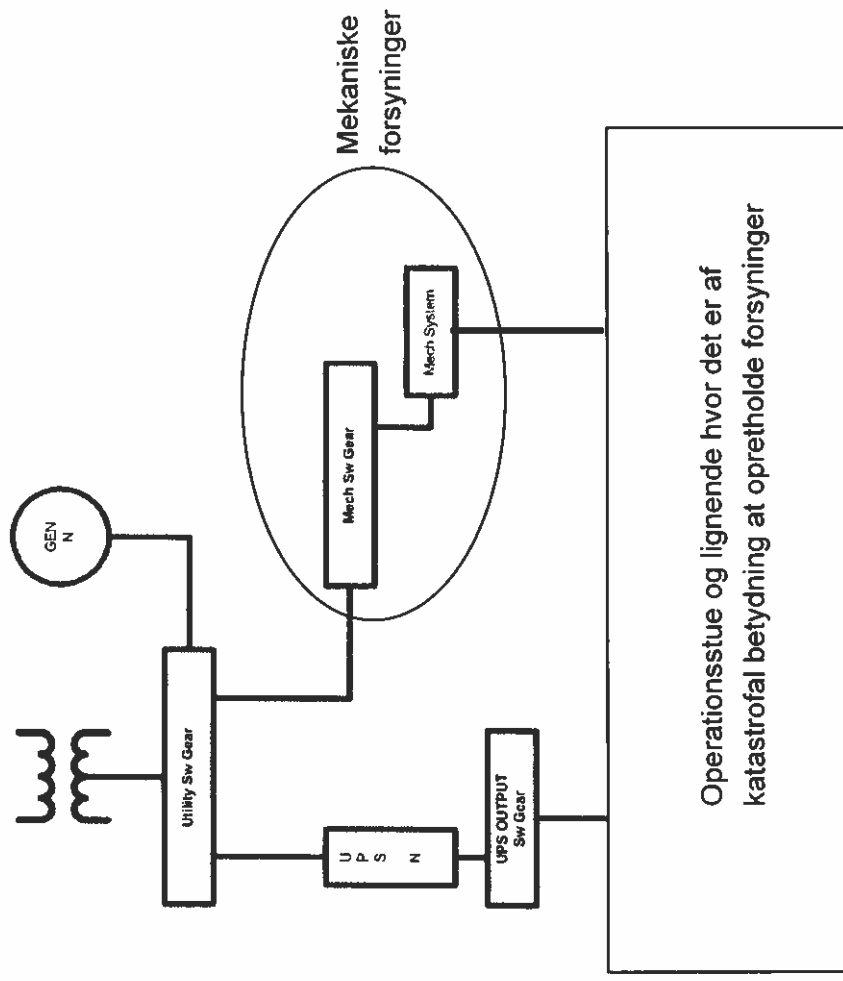 GEN
N
Utility Sw Gear
Mekaniske
forsyninger
Mech Sw Gear
Mech System
U
P
S
N
UPS OUTPUT
Sw Gear
Operationsstue og lignende hvor det er af
katastrofal betydning at opretholde forsyninger